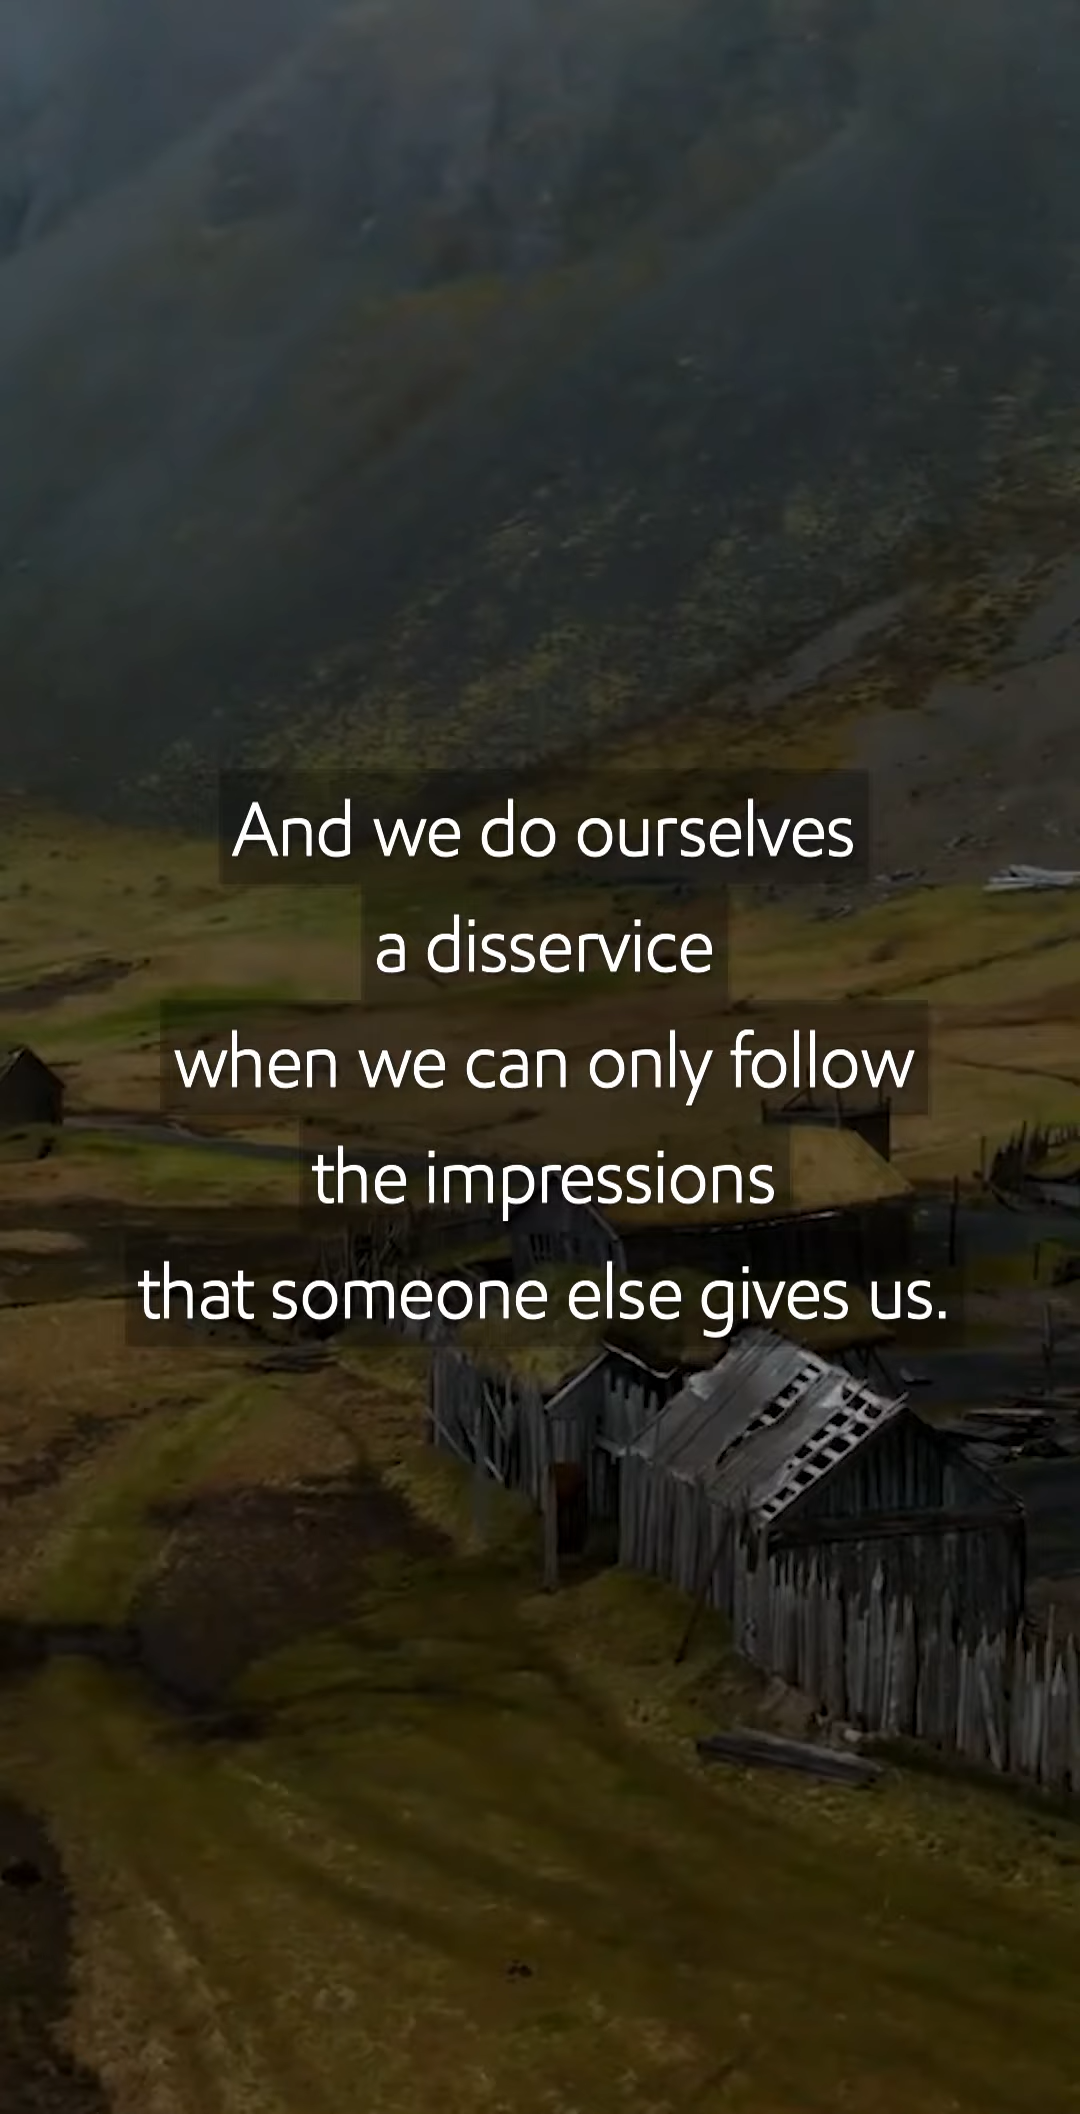 And we do ourselves
a disservice
when we can only follow
the impressions
that someone else gives us.